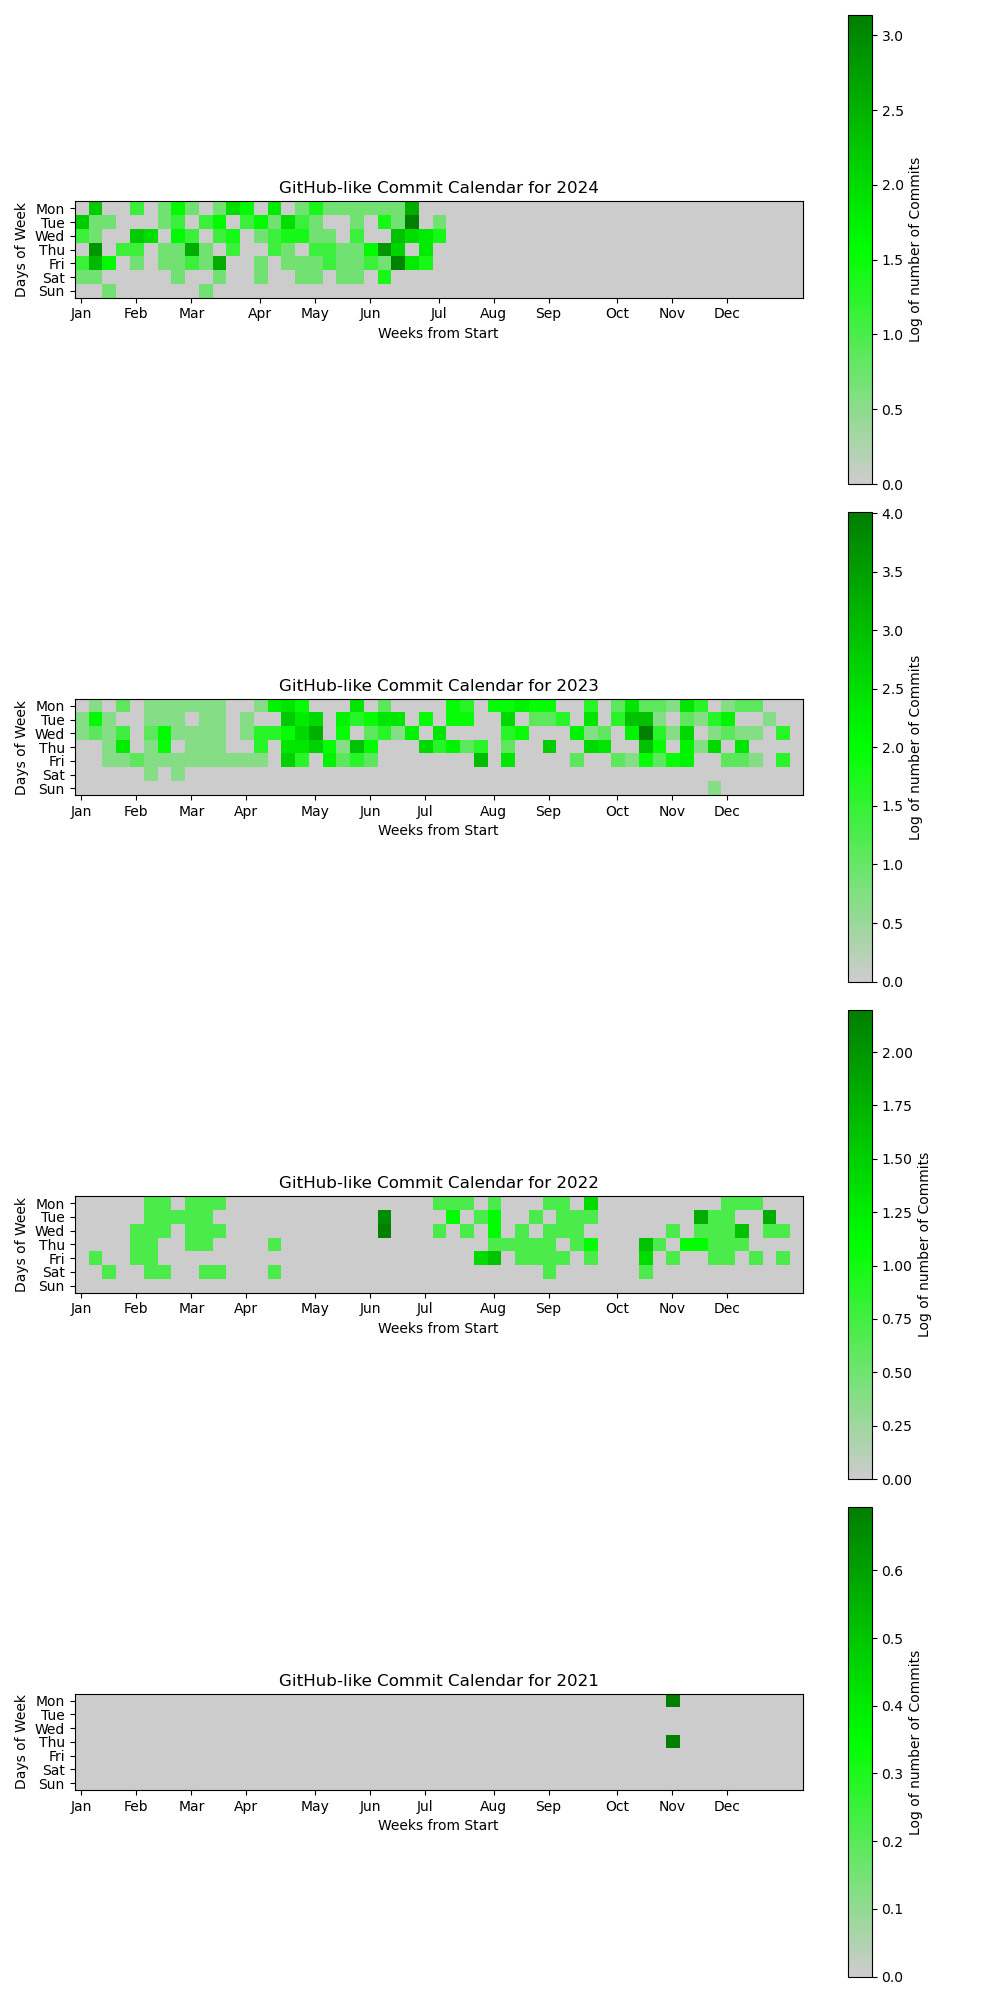 GitHub-like Commit Calendar for 2024
Days of Week
Mon
Tue
Wed
Thu
Fri
Sat
Sun
Jan Feb Mar Apr May Jun Jul Aug Sep Oct Nov Dec
Weeks from Start
3.0
2.5
2.0
1.5
1.0
0.5
0.0
Log of number of Commits
GitHub-like Commit Calendar for 2023
Days of Week
Mon
Tue
Wed
Thu
Fri
Sat
Sun
Jan Feb Mar Apr May Jun Jul Aug Sep Oct Nov Dec
Weeks from Start
4.0
3.5
3.0
2.5
2.0
1.5
1.0
0.5
0.0
Log of number of Commits
GitHub-like Commit Calendar for 2022
Days of Week
Mon
Tue
Wed
Thu
Fri
Sat
Sun
Jan Feb Mar Apr May Jun Jul Aug Sep Oct Nov Dec
Weeks from Start
2.00
1.75
1.50
1.25
1.00
0.75
0.50
0.25
0.00
Log of number of Commits
GitHub-like Commit Calendar for 2021
Days of Week
Mon
Tue
Wed
Thu
Fri
Sat
Sun
Jan Feb Mar Apr May Jun Jul Aug Sep Oct Nov Dec
Weeks from Start
0.6
0.5
0.4
0.3
0.2
0.1
0.0
Log of number of Commits